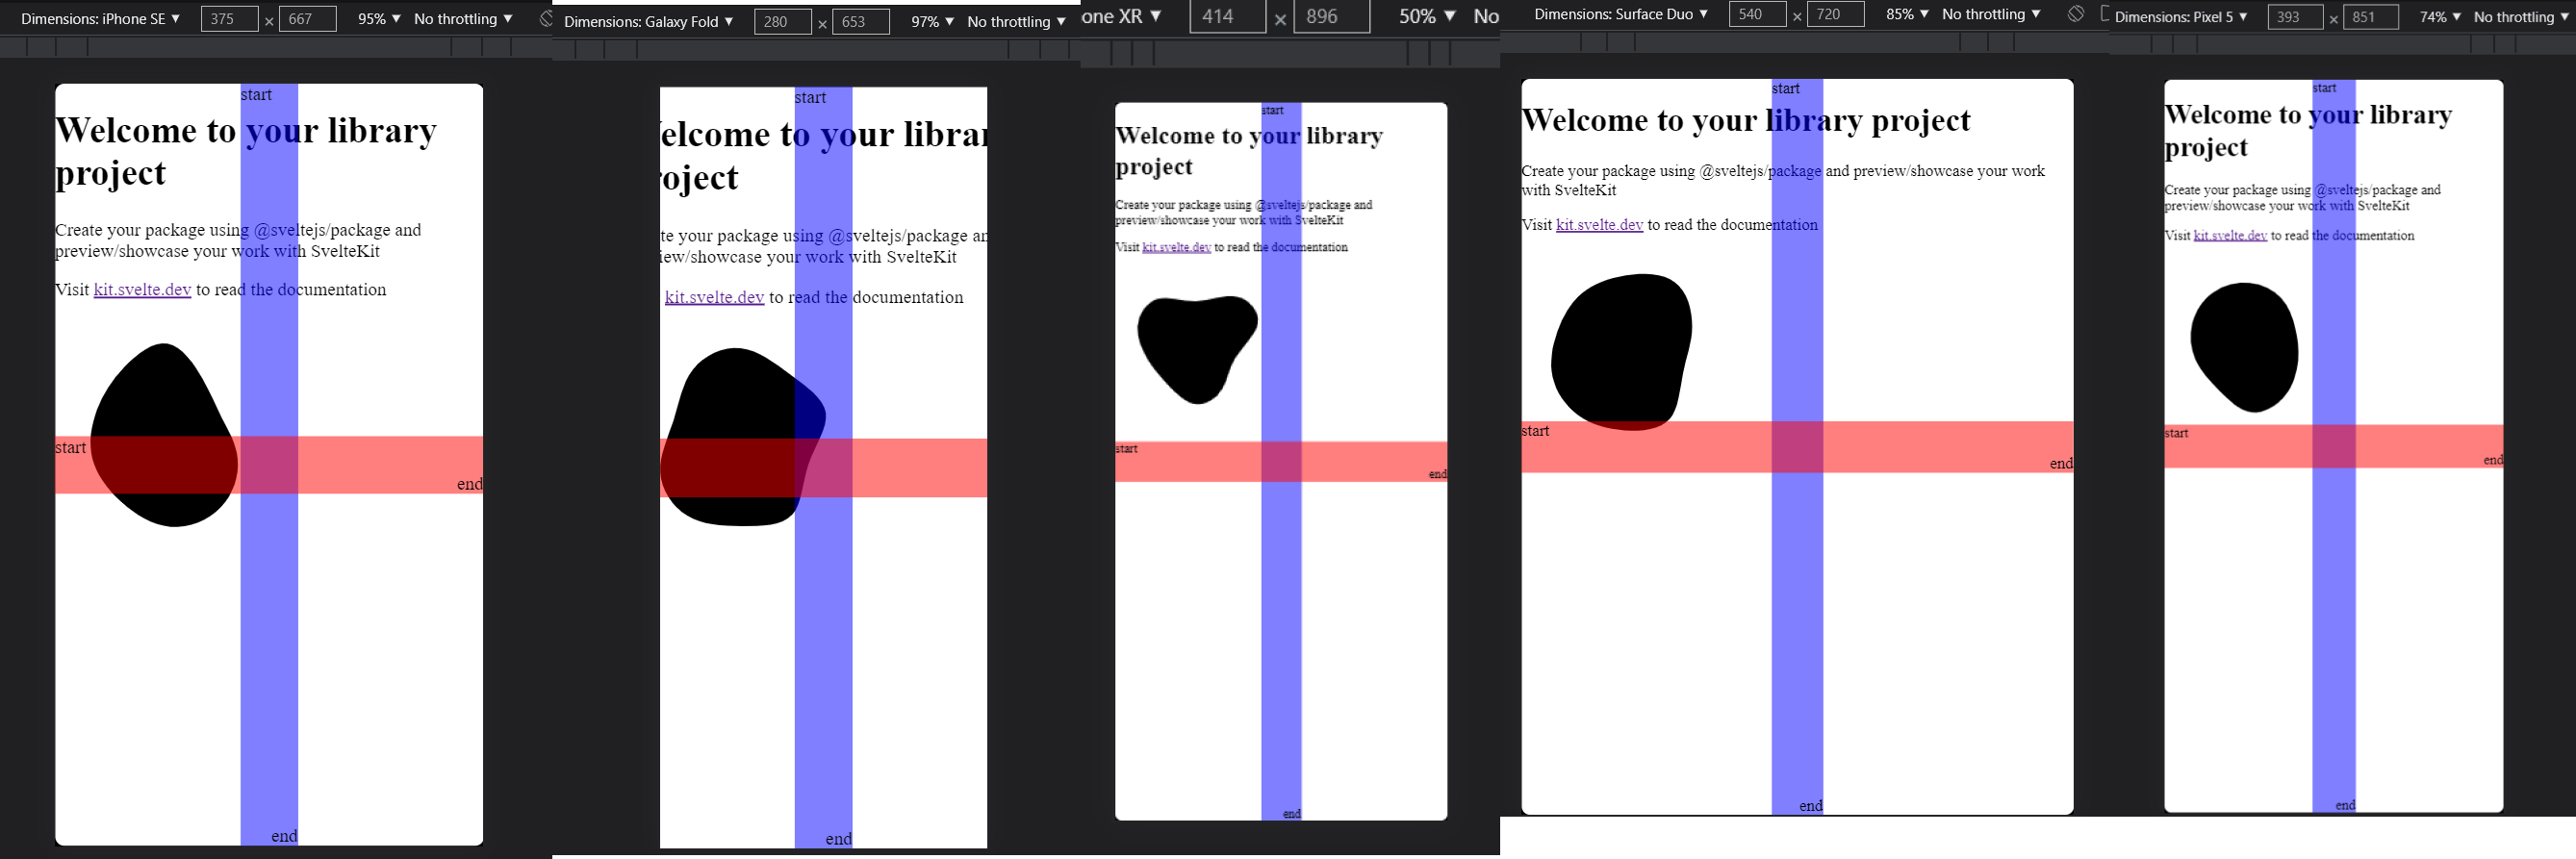 Dimensions: iPhone SE ▼ 375 × 667 95% ▼ No throttling ▼
start
Welcome to your library
project
Create your package using @sveltejs/package and
preview/showcase your work with SvelteKit
Visit kit.svelte.dev to read the documentation
start
end
end
Dimensions: Galaxy Fold ▼ 280 × 653 97% ▼ No throttling ▼
start
elcome to your librar
roject
te your package using @sveltejs/package an
iew/showcase your work with SvelteKit
kit.svelte.dev to read the documentation
end
one XR ▼ 414 × 896 50% ▼ No
start
Welcome to your library
project
Create your package using @sveltejs/package and
preview/showcase your work with SvelteKit
Visit kit.svelte.dev to read the documentation
start
end
end
Dimensions: Surface Duo ▼ 540 × 720 85% ▼ No throttling ▼
start
Welcome to your library project
Create your package using @sveltejs/package and preview/showcase your work
with SvelteKit
Visit kit.svelte.dev to read the documentation
start
end
end
Dimensions: Pixel 5 ▼ 393 × 851 74% ▼ No throttling ▼
start
Welcome to your library
project
Create your package using @sveltejs/package and
preview/showcase your work with SvelteKit
Visit kit.svelte.dev to read the documentation
start
end
end